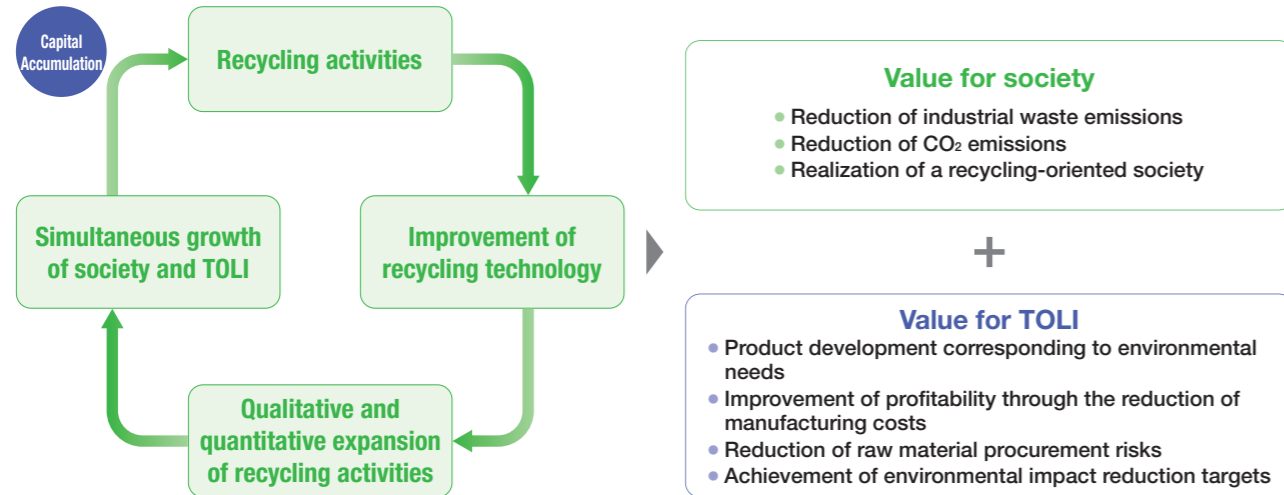 Capital
Accumulation
Recycling activities
Simultaneous growth
of society and TOLI
Improvement of
recycling technology
Qualitative and
quantitative expansion
of recycling activities
Value for society
• Reduction of industrial waste emissions
• Reduction of CO₂ emissions
• Realization of a recycling-oriented society
+
Value for TOLI
• Product development corresponding to environmental
needs
• Improvement of profitability through the reduction of
manufacturing costs
• Reduction of raw material procurement risks
• Achievement of environmental impact reduction targets